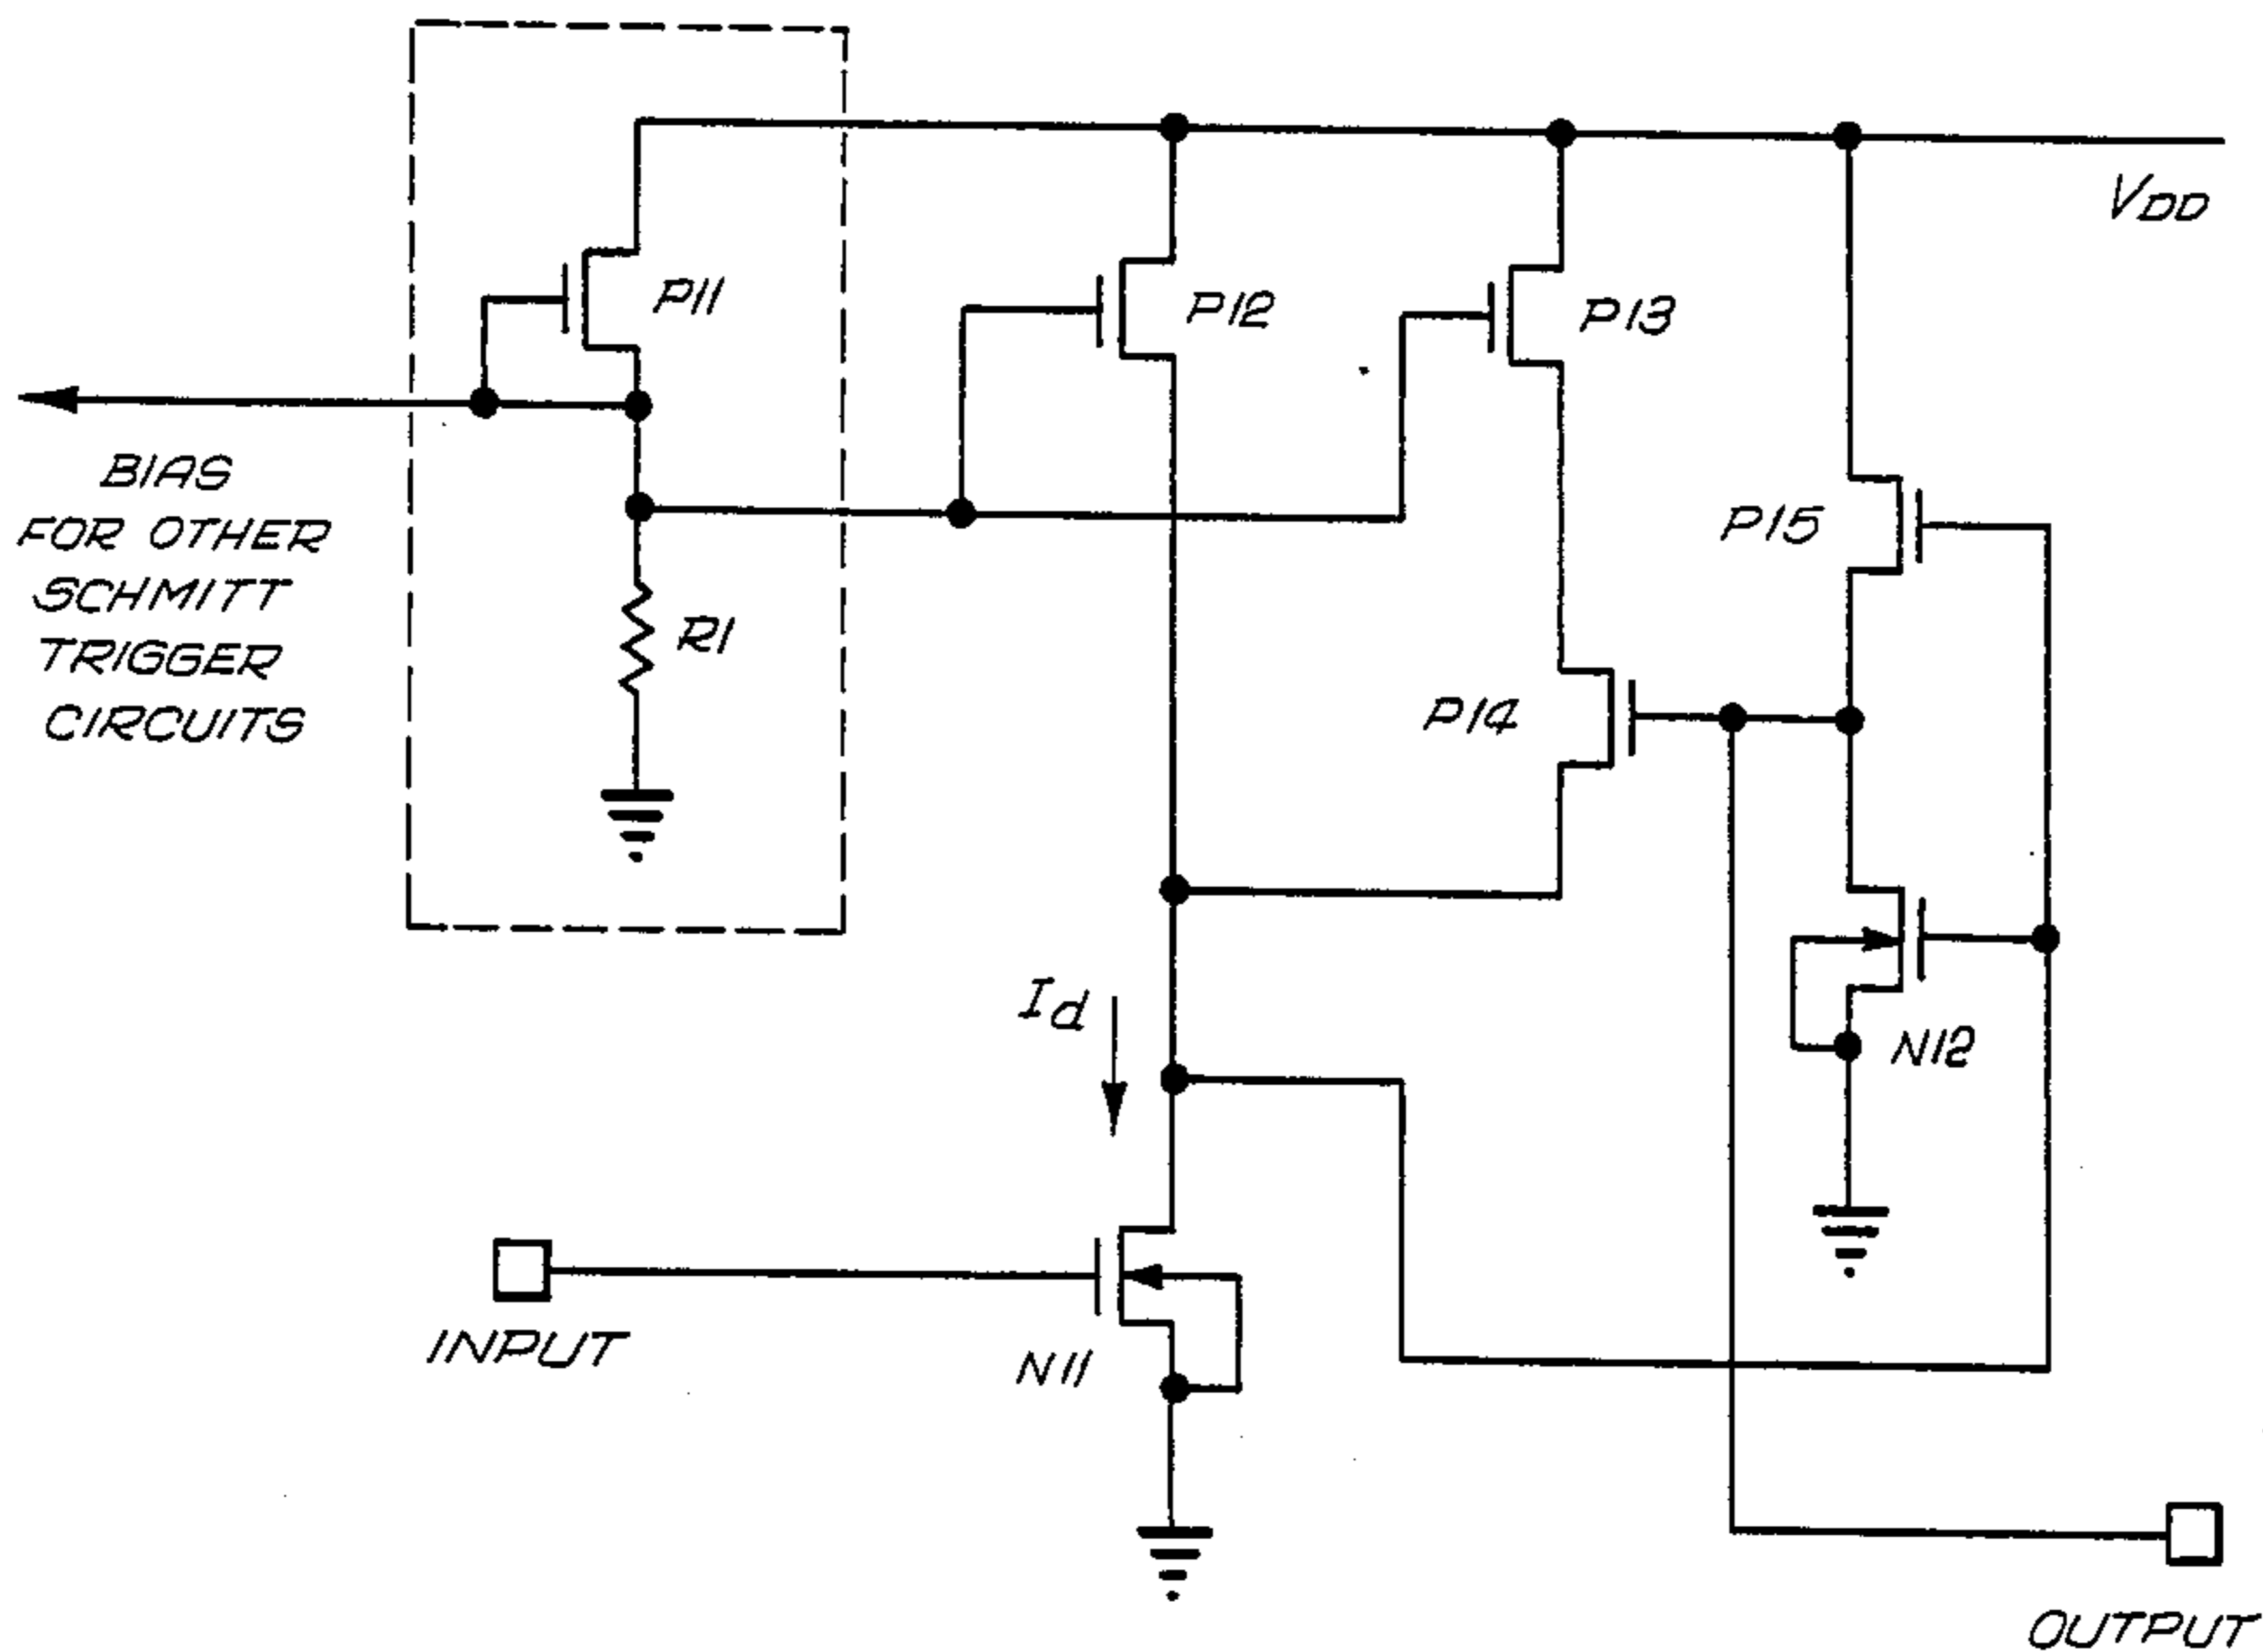 VDD
P11
P12
P13
BIAS
FOR OTHER
SCHMITT
TRIGGER
CIRCUITS
P15
R1
P14
Id
N12
INPUT
N11
OUTPUT